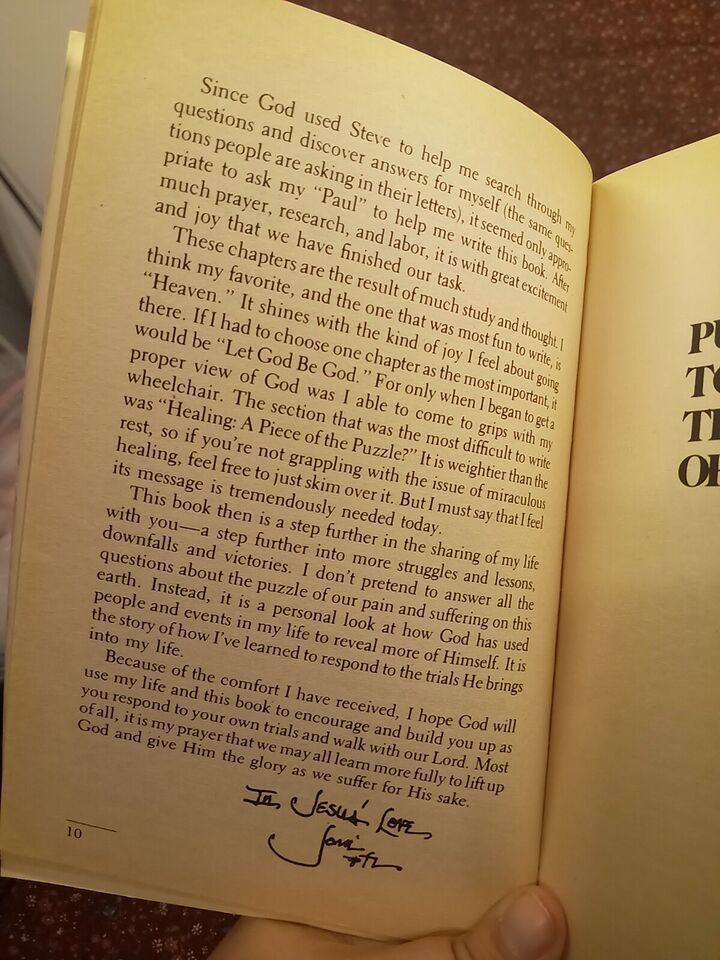 Since God used Steve to help me search through my
questions and discover answers for myself (the same ques-
tions people are asking in their letters), it seemed only appro-
priate to ask my "Paul" to help me write this book. After
much prayer, research, and labor, it is with great excitement
and joy that we have finished our task.
These chapters are the result of much study and thought. I
think my favorite, and the one that was most fun to write, is
"Heaven." It shines with the kind of joy I feel about going
there. If I had to choose one chapter as the most important, it
would be "Let God Be God." For only when I began to get a
proper view of God was I able to come to grips with my
wheelchair. The section that was the most difficult to write
was "Healing: A Piece of the Puzzle?" It is weightier than the
rest, so if you're not grappling with the issue of miraculous
healing, feel free to just skim over it. But I must say that I feel
its message is tremendously needed today.
This book then is a step further in the sharing of my life
with you—a step further into more struggles and lessons,
downfalls and victories. I don't pretend to answer all the
questions about the puzzle of our pain and suffering on this
earth. Instead, it is a personal look at how God has used
people and events in my life to reveal more of Himself. It is
the story of how I've learned to respond to the trials He brings
into my life.
Because of the comfort I have received, I hope God will
use my life and this book to encourage and build you up as
you respond to your own trials and walk with our Lord. Most
of all, it is my prayer that we may all learn more fully to lift up
God and give Him the glory as we suffer for His sake.
In Jesus' Love,
Joni
10